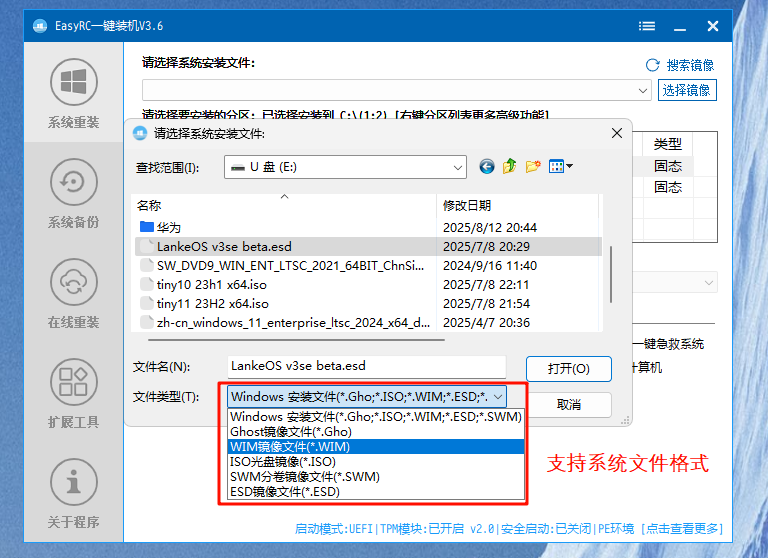 EasyRC一键装机V3.6
请选择系统安装文件:
搜索镜像
选择镜像
请选择要安装的分区: 已选择安装到 C:\(1:2) [右键分区列表更多高级功能]
系统重装
系统备份
在线重装
扩展工具
关于程序
类型
固态
固态
请选择系统安装文件:
查找范围(I):
U 盘 (E:)
名称
修改日期
华为
2025/8/12 20:44
LankeOS v3se beta.esd
2025/7/8 20:29
SW_DVD9_WIN_ENT_LTSC_2021_64BIT_ChnSi...
2024/9/16 11:40
tiny10 23h1 x64.iso
2025/7/8 22:11
tiny11 23H2 x64.iso
2025/7/8 21:54
zh-cn_windows_11_enterprise_ltsc_2024_x64_d...
2025/4/7 20:36
文件名(N):
LankeOS v3se beta.esd
打开(O)
文件类型(T):
Windows 安装文件(*.Gho;*.ISO;*.WIM;*.ESD;*.
取消
Windows 安装文件(*.Gho;*.ISO;*.WIM;*.ESD;*.SWM)
Ghost镜像文件(*.Gho)
WIM镜像文件(*.WIM)
ISO光盘镜像(*.ISO)
SWM分卷镜像文件(*.SWM)
ESD镜像文件(*.ESD)
一键急救系统
计算机
支持系统文件格式
启动模式:UEFI|TPM模块:已开启 v2.0|安全启动:已关闭|PE环境 [点击查看更多]